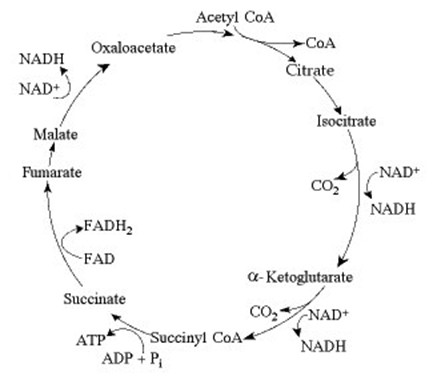 Acetyl CoA
CoA
Citrate
Isocitrate
CO2
NAD+
NADH
α-Ketoglutarate
CO2
NAD+
NADH
Succinyl CoA
ATP
ADP + Pi
Succinate
FADH2
FAD
Fumarate
Malate
NADH
NAD+
Oxaloacetate